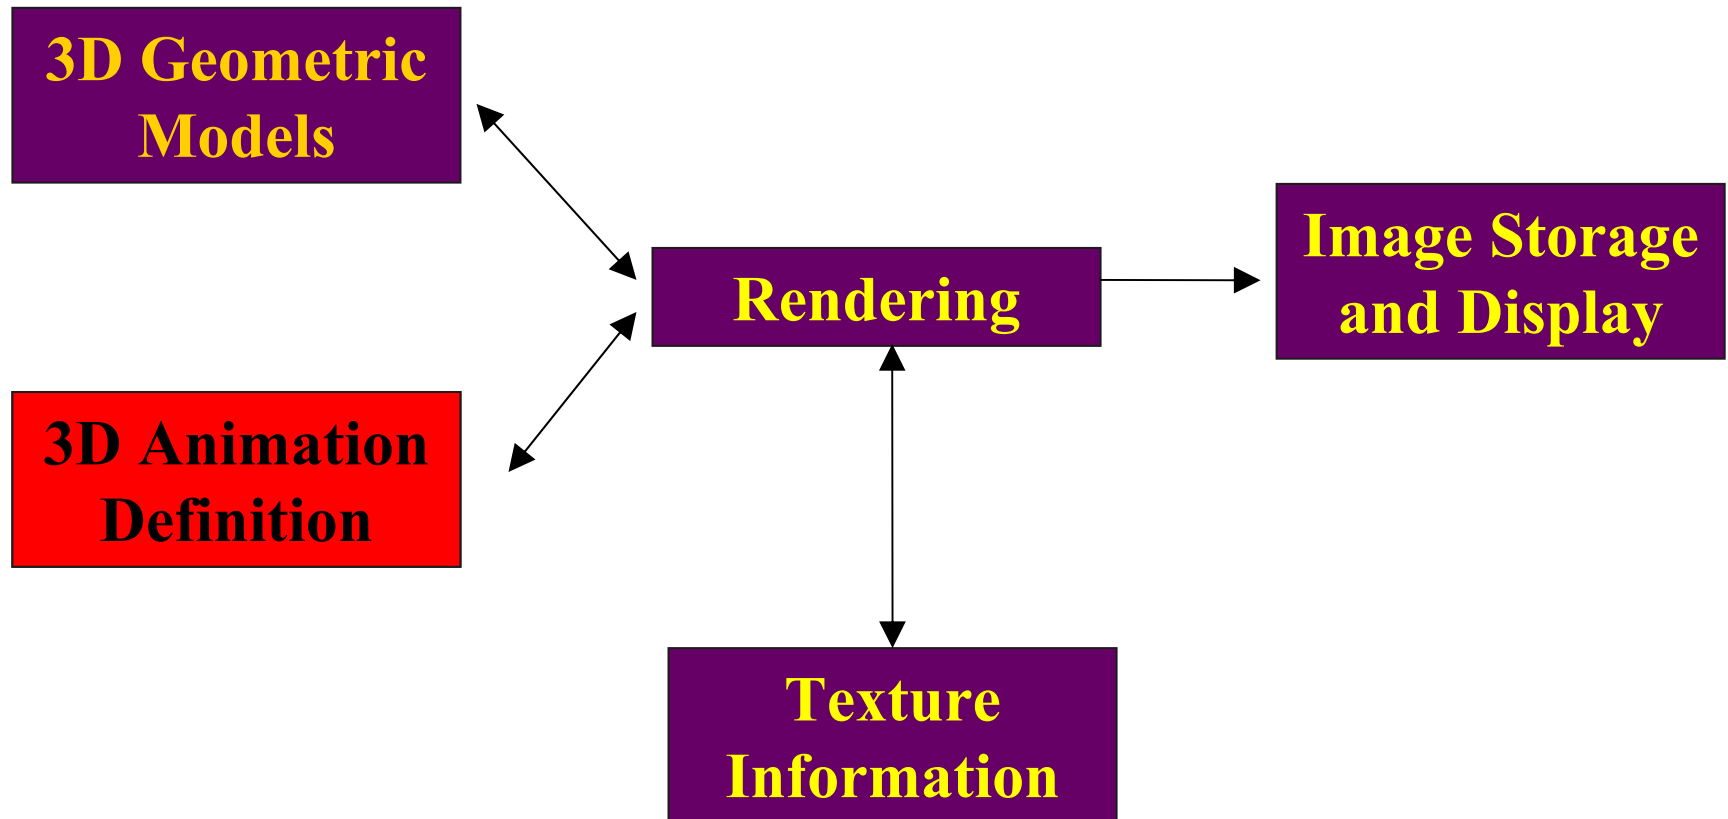 3D Geometric
Models
Rendering
Image Storage
and Display
3D Animation
Definition
Texture
Information